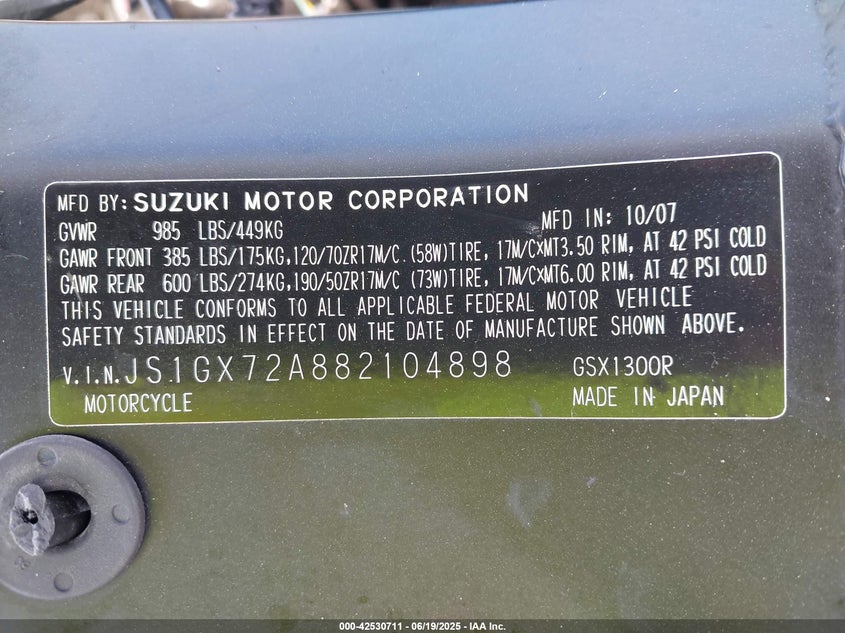 MFD BY: SUZUKI MOTOR CORPORATION
GVWR 985 LBS/449KG MFD IN: 10/07
GAWR FRONT 385 LBS/175KG,120/70ZR17M/C (58W)TIRE, 17M/C×MT3.50 RIM, AT 42 PSI COLD
GAWR REAR 600 LBS/274KG,190/50ZR17M/C (73W)TIRE, 17M/C×MT6.00 RIM, AT 42 PSI COLD
THIS VEHICLE CONFORMS TO ALL APPLICABLE FEDERAL MOTOR VEHICLE
SAFETY STANDARDS IN EFFECT ON THE DATE OF MANUFACTURE SHOWN ABOVE.
V.I.N. JS1GX72A882104898 GSX1300R
MOTORCYCLE MADE IN JAPAN
000-42530711 - 06/19/2025 - IAA Inc.